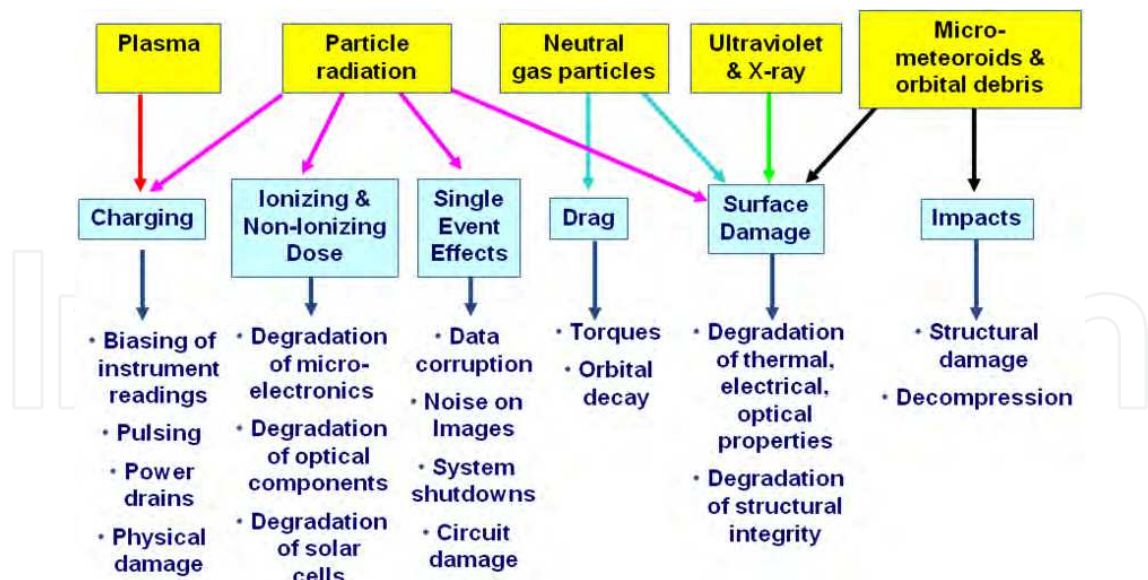 Plasma
Particle
radiation
Neutral
gas particles
Ultraviolet
& X-ray
Micro-
meteoroids &
orbital debris
Charging
Ionizing &
Non-Ionizing
Dose
Single
Event
Effects
Drag
Surface
Damage
Impacts
• Biasing of
instrument
readings
• Pulsing
• Power
drains
• Physical
damage
• Degradation
of micro-
electronics
• Degradation
of optical
components
• Degradation
of solar
cells
• Data
corruption
• Noise on
Images
• System
shutdowns
• Circuit
damage
• Torques
• Orbital
decay
• Degradation
of thermal,
electrical,
optical
properties
• Degradation
of structural
integrity
• Structural
damage
• Decompression